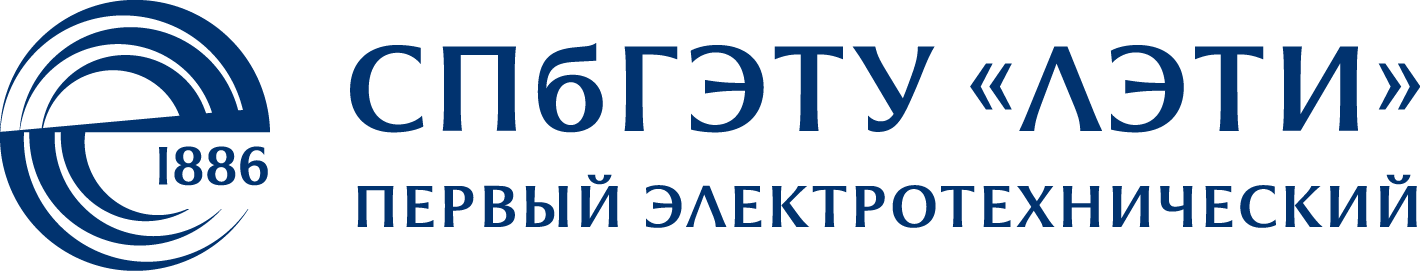 1886
СПбГЭТУ «ЛЭТИ»
ПЕРВЫЙ ЭЛЕКТРОТЕХНИЧЕСКИЙ